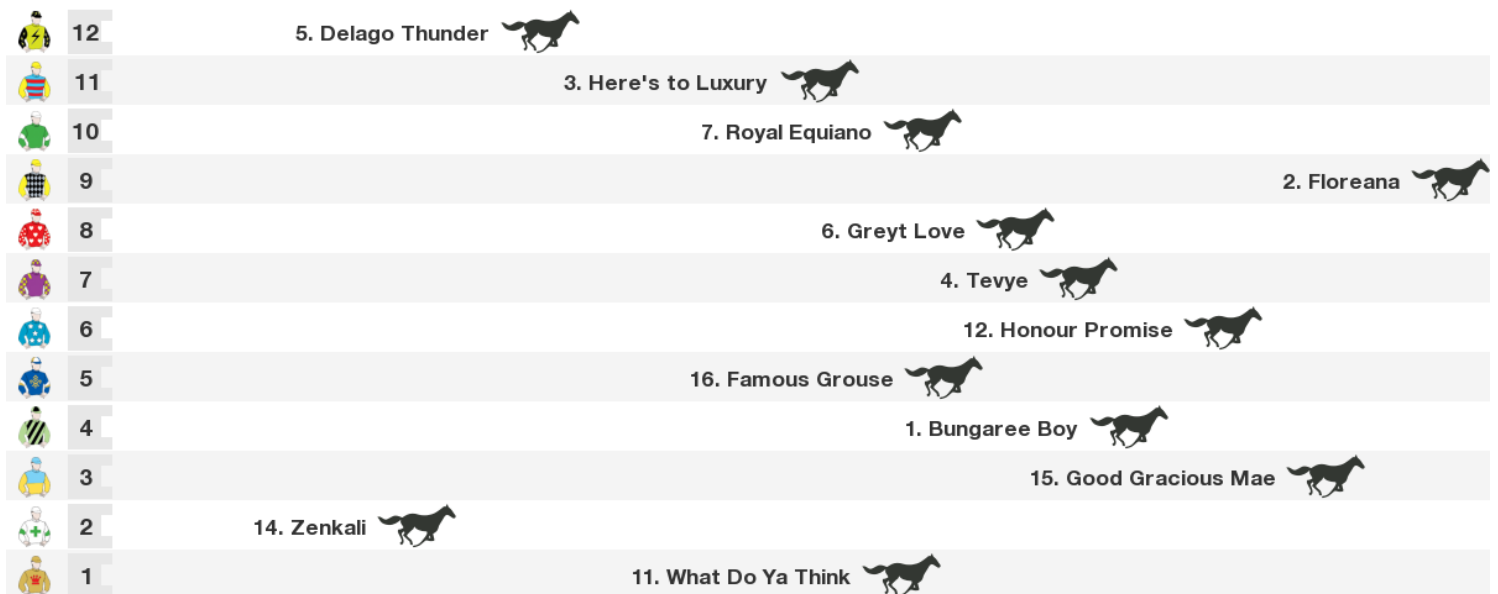 12 5. Delago Thunder
11 3. Here's to Luxury
10 7. Royal Equiano
9 2. Floreana
8 6. Greyt Love
7 4. Tevye
6 12. Honour Promise
5 16. Famous Grouse
4 1. Bungaree Boy
3 15. Good Gracious Mae
2 14. Zenkali
1 11. What Do Ya Think